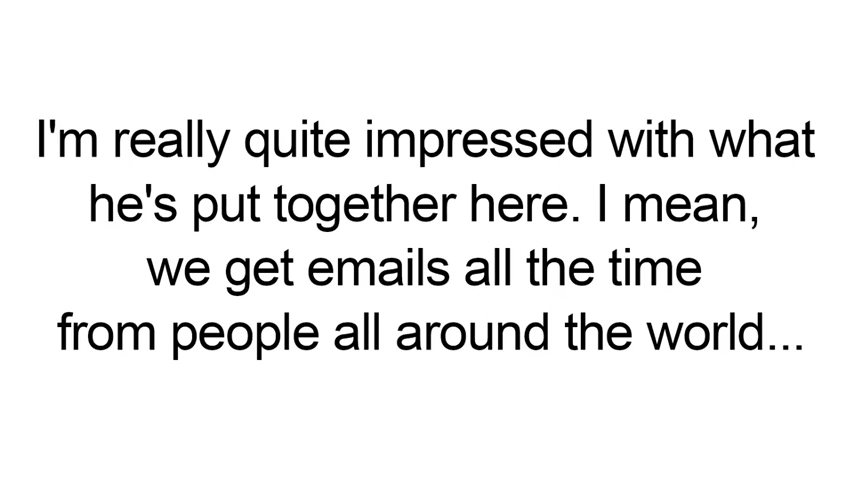 I'm really quite impressed with what
he's put together here. I mean,
we get emails all the time
from people all around the world...